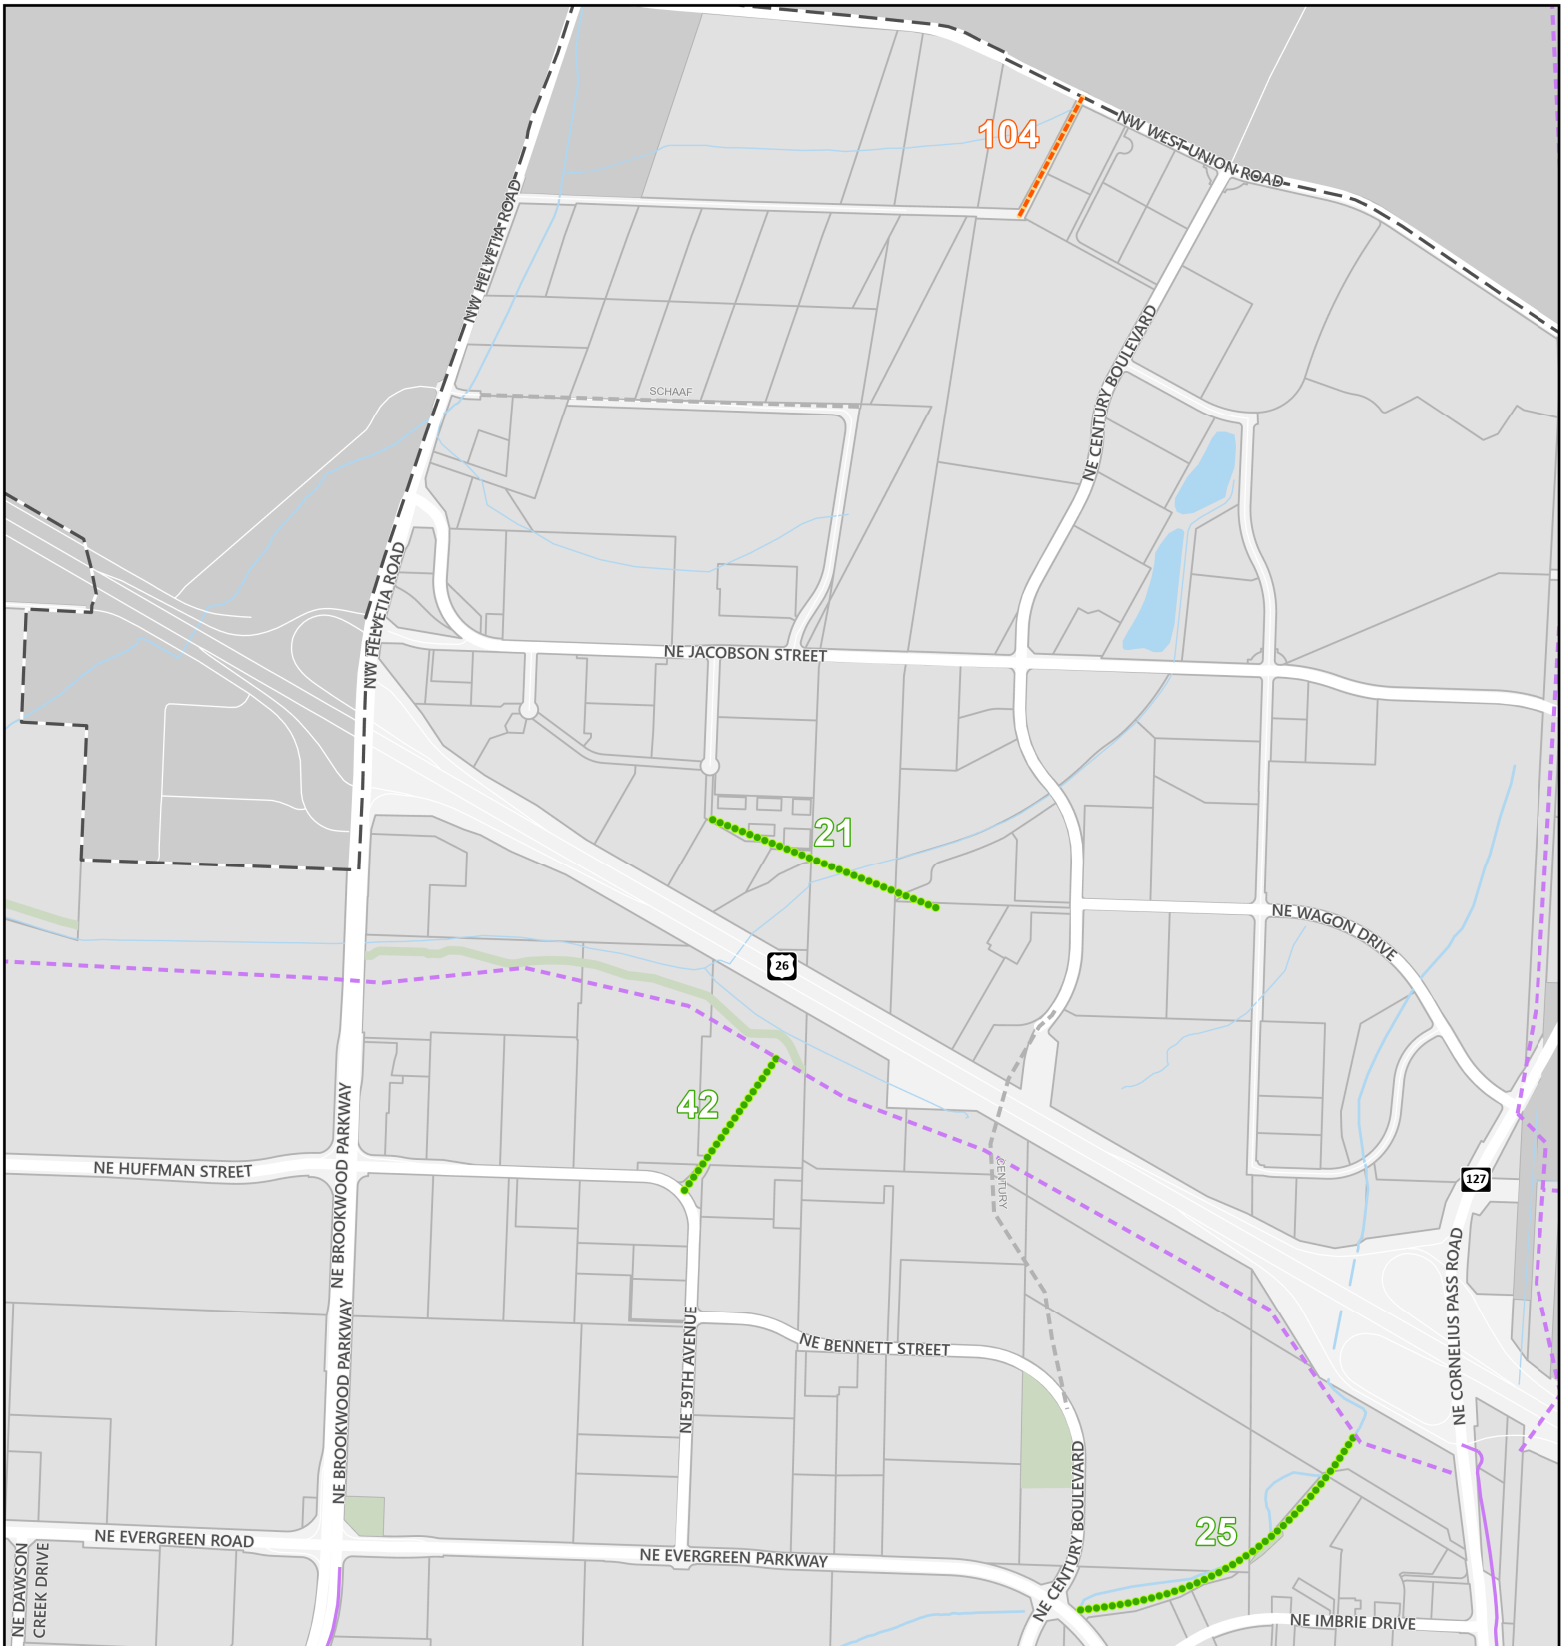 104
NW WEST UNION ROAD
NW HELVETIA ROAD
NE CENTURY BOULEVARD
SCHAAF
NW HELVETIA ROAD
NE JACOBSON STREET
21
NE WAGON DRIVE
26
42
NE HUFFMAN STREET
NE BROOKWOOD PARKWAY
CENTURY
127
NE CORNELIUS PASS ROAD
NE BROOKWOOD PARKWAY
NE 59TH AVENUE
NE BENNETT STREET
NE CENTURY BOULEVARD
25
NE EVERGREEN ROAD
NE EVERGREEN PARKWAY
NE DAWSON
CREEK DRIVE
NE IMBRIE DRIVE